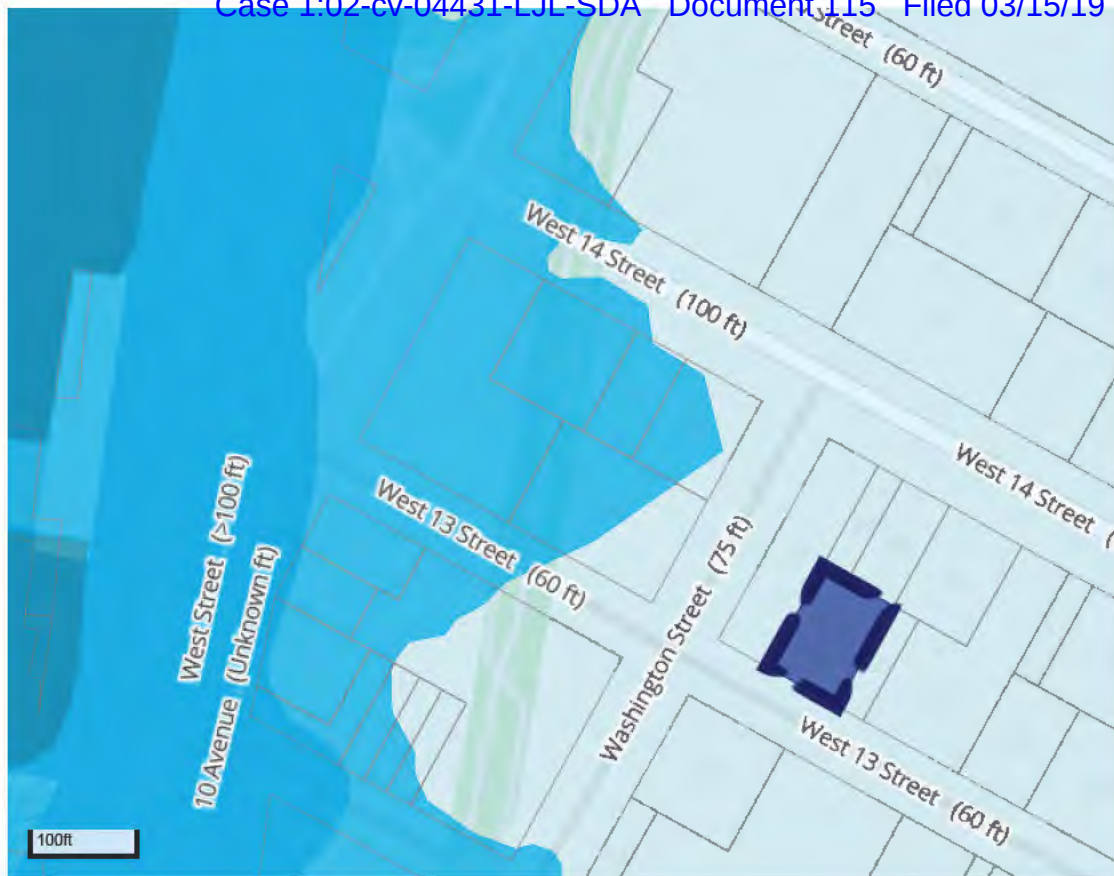 Case 1:02-cv-04431-LJL-SDA Document 115 Filed 03/15/19
Street (60 ft)
West 14 Street (100 ft)
West 14 Street (
West 13 Street (60 ft)
Washington Street (75 ft)
West Street (>100 ft)
10 Avenue (Unknown ft)
West 13 Street (60 ft)
100ft